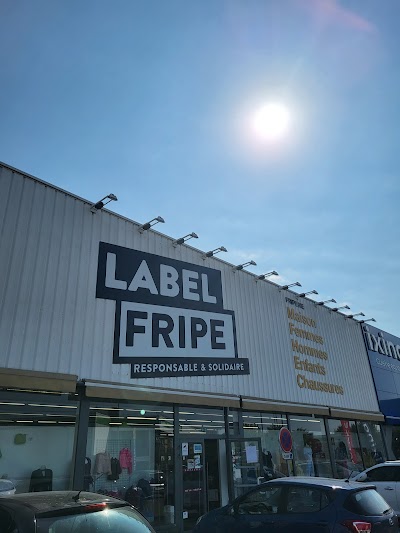 LABEL
FRIPE
RESPONSABLE & SOLIDAIRE
Maison
Femmes
Hommes
Enfants
Chaussures